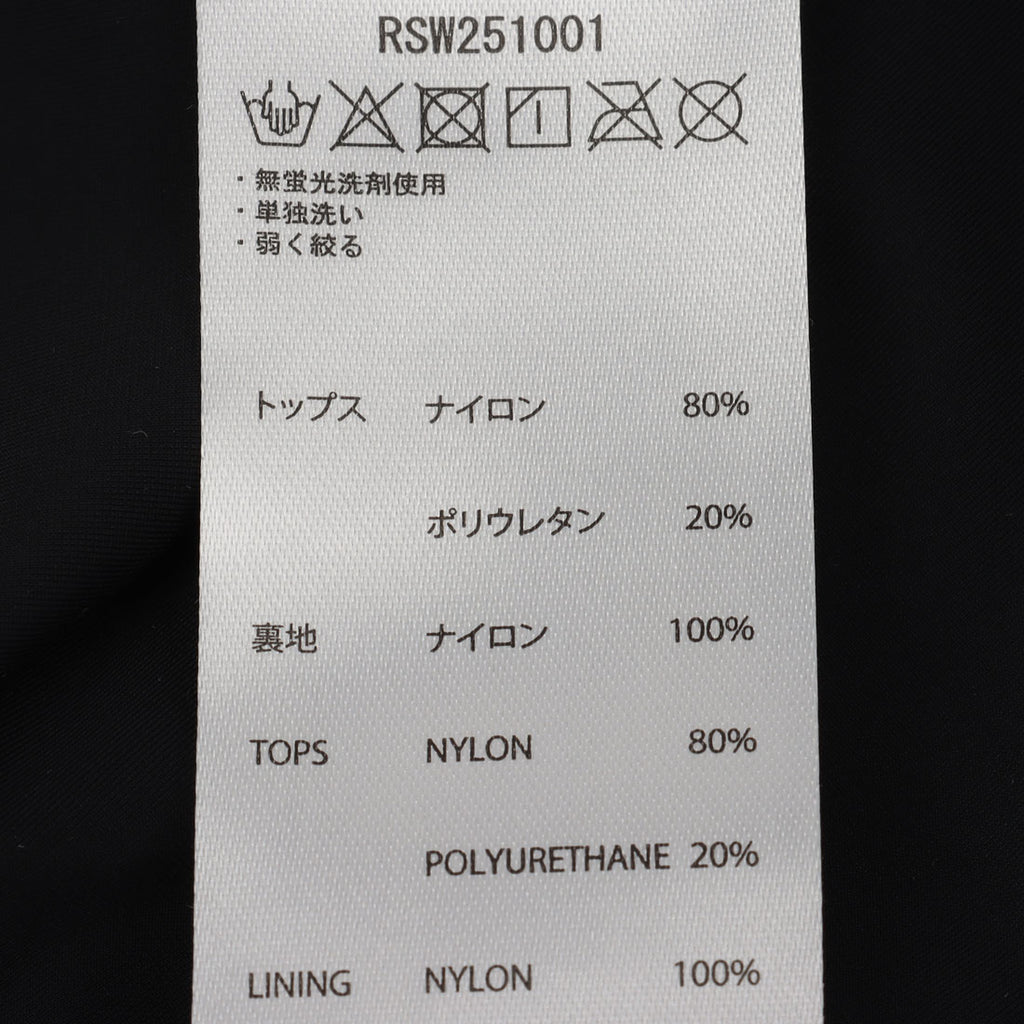 RSW251001
・無蛍光洗剤使用
・単独洗い
・弱く絞る
トップス ナイロン 80%
ポリウレタン 20%
裏地 ナイロン 100%
TOPS NYLON 80%
POLYURETHANE 20%
LINING NYLON 100%